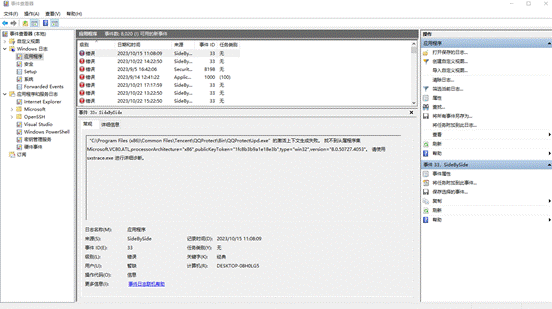 事件查看器
文件(F) 操作(A) 查看(V) 帮助(H)
事件查看器 (本地)
自定义视图
Windows 日志
应用程序
安全
Setup
系统
Forwarded Events
应用程序和服务日志
Internet Explorer
Microsoft
OpenSSH
Visual Studio
Windows PowerShell
密钥管理服务
硬件事件
订阅
应用程序 事件数: 8,020
级别 日期和时间 来源 事件 ID 任务类别
错误 2023/10/15 11:08:09 SideBy... 33 无
错误 2023/10/22 14:22:50 SideBy... 33 无
错误 2023/9/5 16:42:06 Securit... 8198 无
错误 2023/9/14 12:41:22 Applic... 1000 (100)
错误 2023/10/21 17:17:59 SideBy... 33 无
错误 2023/10/22 13:22:50 SideBy... 33 无
错误 2023/10/22 15:22:50 SideBy... 33 无
事件 33, SideBySide
常规 详细信息
"C:\Program Files (x86)\Common Files\Tencent\QQProtect\Bin\QQProtectUpd.exe" 的激活上下文生成失败。 找不到从属程序集
Microsoft.VC80.ATL,processorArchitecture="x86",publicKeyToken="1fc8b3b9a1e18e3b",type="win32",version="8.0.50727.4053"。 请使用
sxstrace.exe 进行详细诊断。
日志名称(M): 应用程序
来源(S): SideBySide 记录时间(D): 2023/10/15 11:08:09
事件 ID(E): 33 任务类别(Y): 无
级别(L): 错误 关键字(K): 经典
用户(U): 暂缺 计算机(R): DESKTOP-08H0LG5
操作代码(O): 信息
更多信息(I): 事件日志联机帮助
操作
应用程序
打开保存的日志...
创建自定义视图...
导入自定义视图...
清除日志...
筛选当前日志...
属性
查找...
将所有事件另存为...
将任务附加到此日志...
查看
刷新
帮助
事件 33, SideBySide
事件属性
将任务附加到此事件...
保存选择的事件...
复制
刷新
帮助